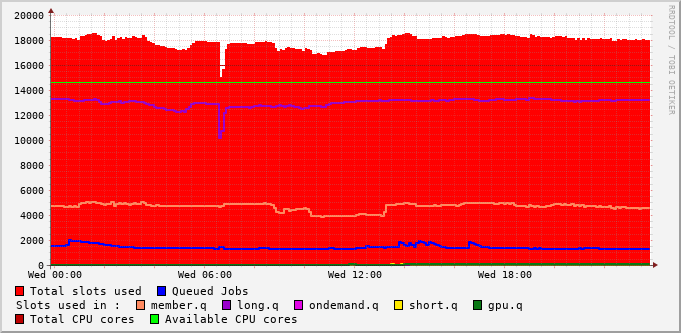 20000
18000
16000
14000
12000
10000
8000
6000
4000
2000
0
Wed 00:00 Wed 06:00 Wed 12:00 Wed 18:00
RRDTOOL / TOBI OETIKER
Total slots used Queued Jobs
Slots used in : member.q long.q ondemand.q short.q gpu.q
Total CPU cores Available CPU cores